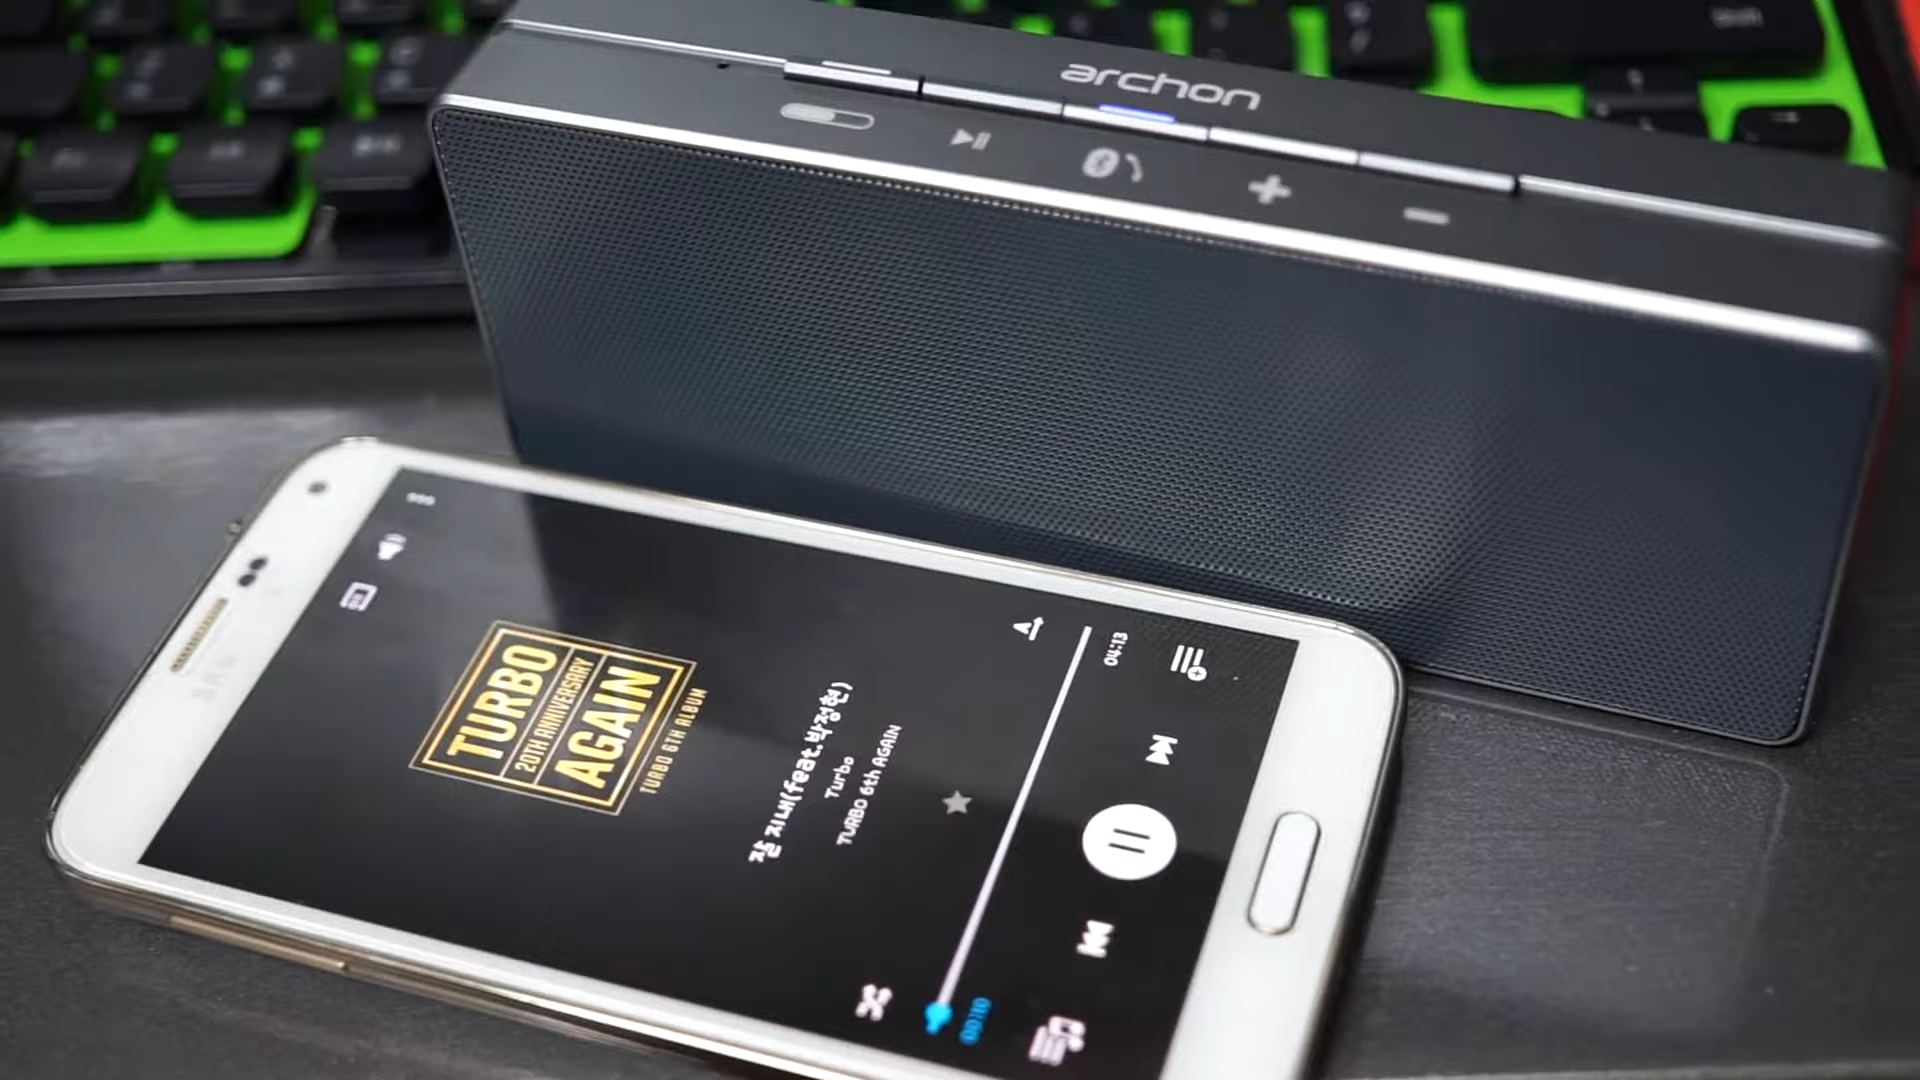 archon
Shift
TURBO
20TH ANNIVERSARY
AGAIN
TURBO 6TH ALBUM
잘 지내(feat.박정현)
Turbo
TURBO 6th AGAIN
A
04:13
00:10